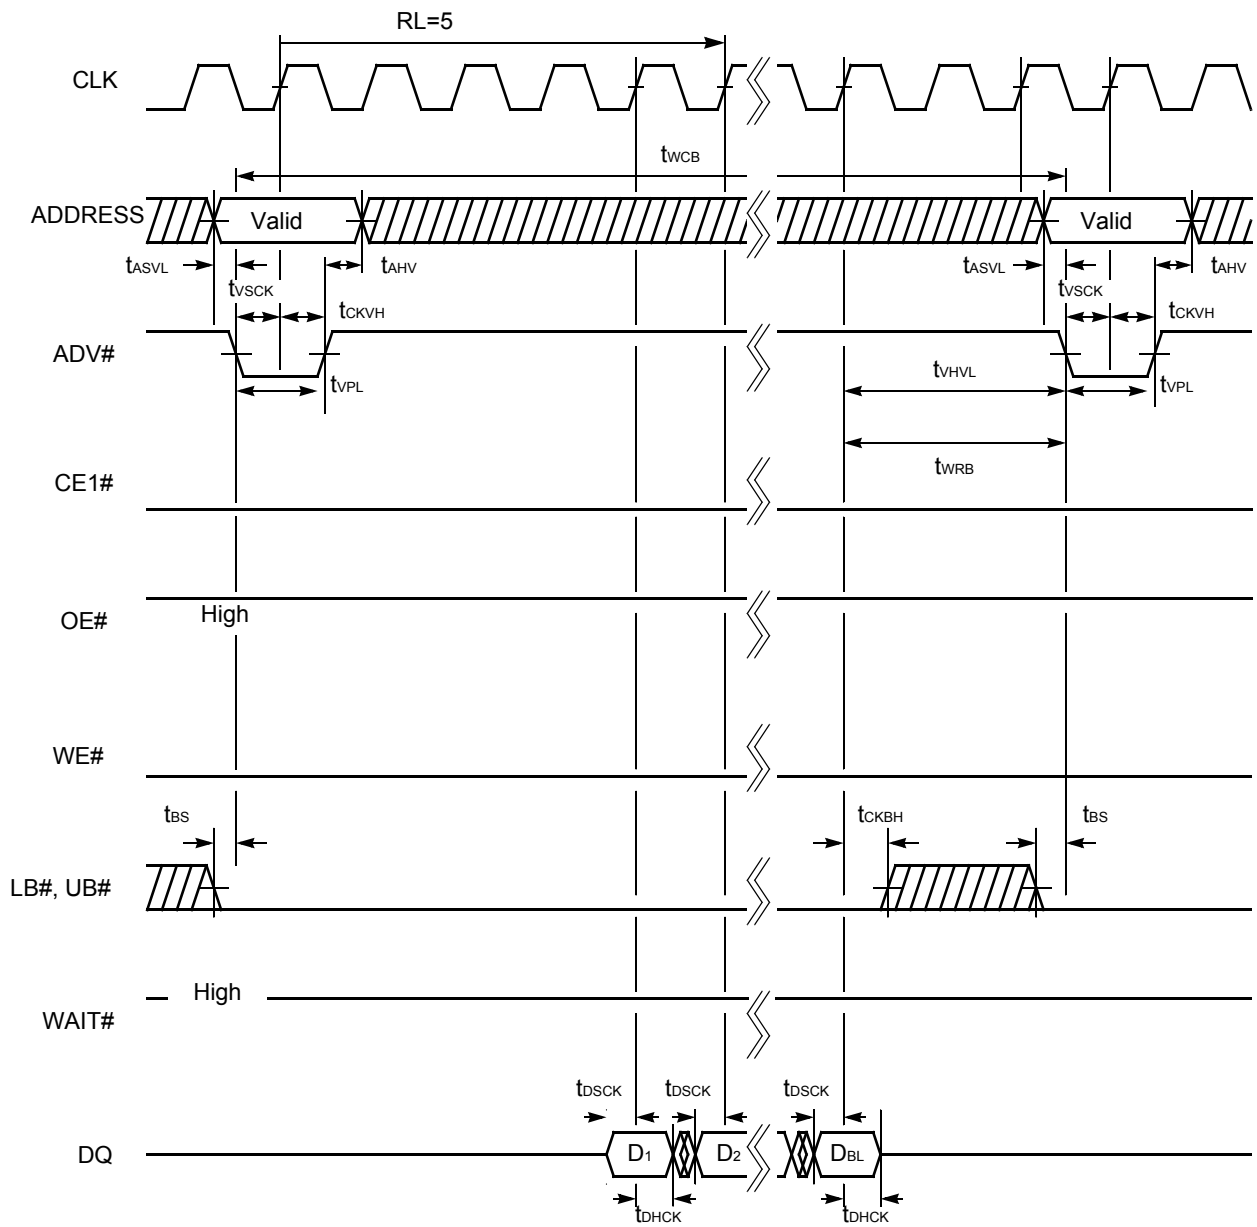 RL=5
CLK
tWCB
ADDRESS
Valid
Valid
tASVL
tAHV
tASVL
tAHV
tVSCK
tVSCK
tCKVH
tCKVH
ADV#
tVPL
tVHVL
tVPL
tWRB
CE1#
High
OE#
WE#
tBS
tCKBH
tBS
LB#, UB#
High
WAIT#
tDSCK
tDSCK
tDSCK
DQ
D1
D2
DBL
tDHCK
tDHCK